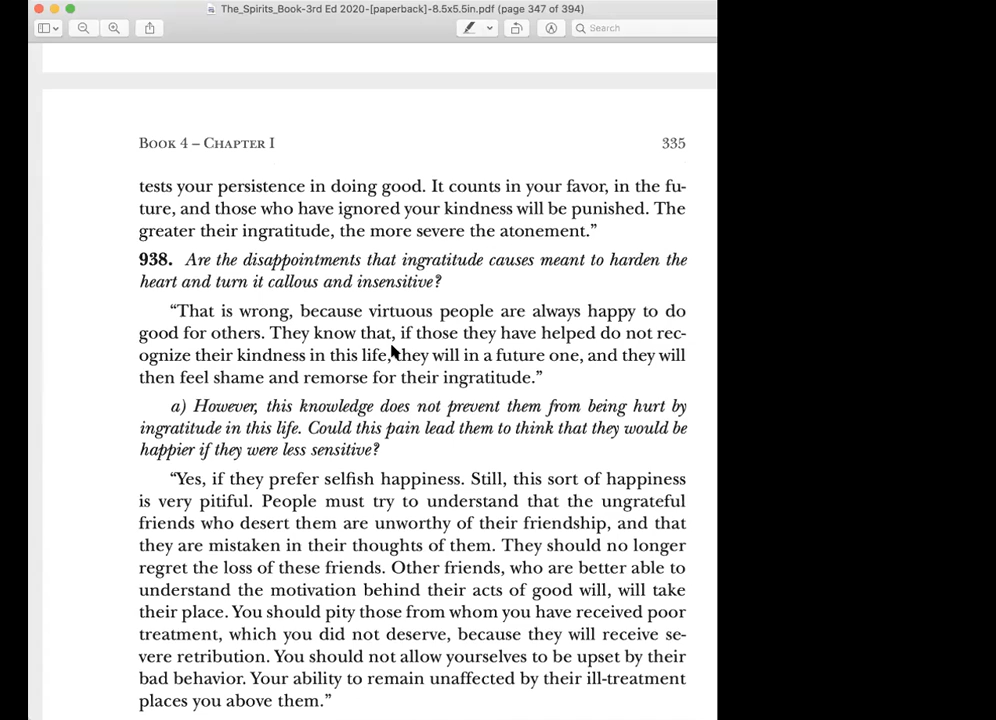 The_Spirits_Book-3rd Ed 2020-[paperback]-8.5x5.5in.pdf (page 347 of 394)
Search
BOOK 4 – CHAPTER I 335
tests your persistence in doing good. It counts in your favor, in the fu-
ture, and those who have ignored your kindness will be punished. The
greater their ingratitude, the more severe the atonement.”
938. Are the disappointments that ingratitude causes meant to harden the
heart and turn it callous and insensitive?
“That is wrong, because virtuous people are always happy to do
good for others. They know that, if those they have helped do not rec-
ognize their kindness in this life, they will in a future one, and they will
then feel shame and remorse for their ingratitude.”
a) However, this knowledge does not prevent them from being hurt by
ingratitude in this life. Could this pain lead them to think that they would be
happier if they were less sensitive?
“Yes, if they prefer selfish happiness. Still, this sort of happiness
is very pitiful. People must try to understand that the ungrateful
friends who desert them are unworthy of their friendship, and that
they are mistaken in their thoughts of them. They should no longer
regret the loss of these friends. Other friends, who are better able to
understand the motivation behind their acts of good will, will take
their place. You should pity those from whom you have received poor
treatment, which you did not deserve, because they will receive se-
vere retribution. You should not allow yourselves to be upset by their
bad behavior. Your ability to remain unaffected by their ill-treatment
places you above them.”